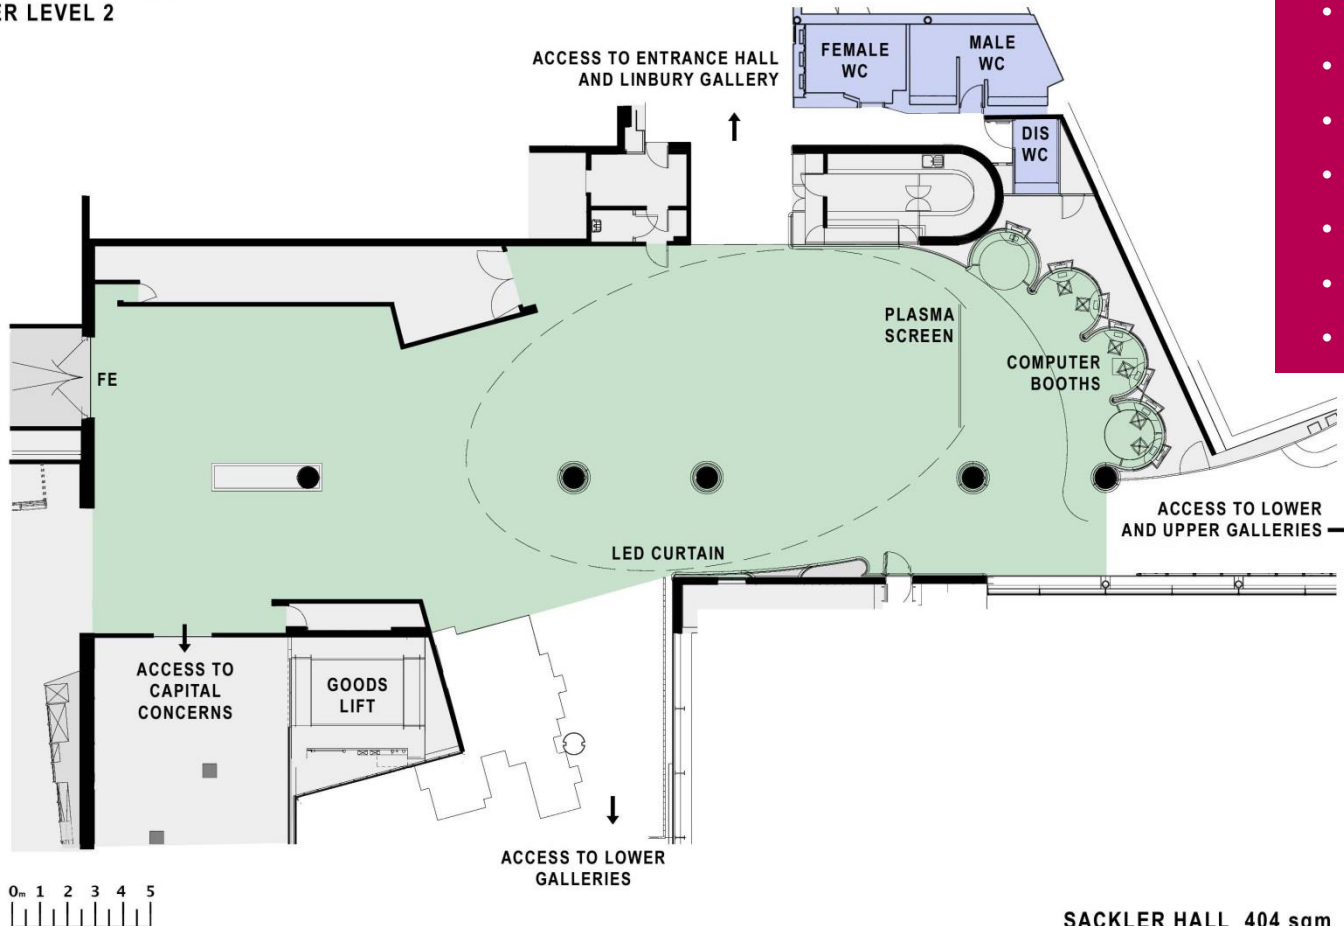 ER LEVEL 2
ACCESS TO ENTRANCE HALL
AND LINBURY GALLERY
FEMALE
WC
MALE
WC
DIS
WC
PLASMA
SCREEN
COMPUTER
BOOTHS
FE
ACCESS TO LOWER
AND UPPER GALLERIES
LED CURTAIN
ACCESS TO
CAPITAL
CONCERNS
GOODS
LIFT
ACCESS TO LOWER
GALLERIES
0m 1 2 3 4 5
SACKLER HALL 404 sqm